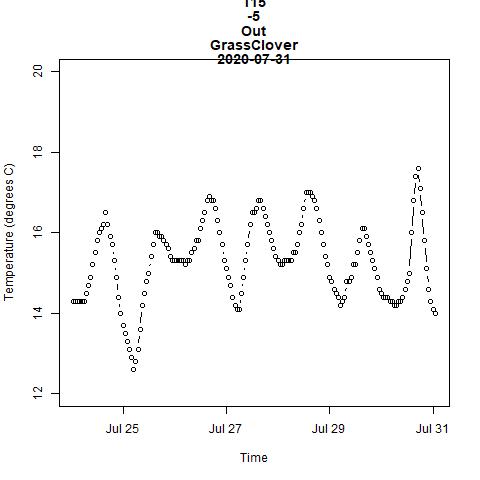 T15
-5
Out
GrassClover
2020-07-31
20
18
16
14
12
Temperature (degrees C)
Jul 25 Jul 27 Jul 29 Jul 31
Time